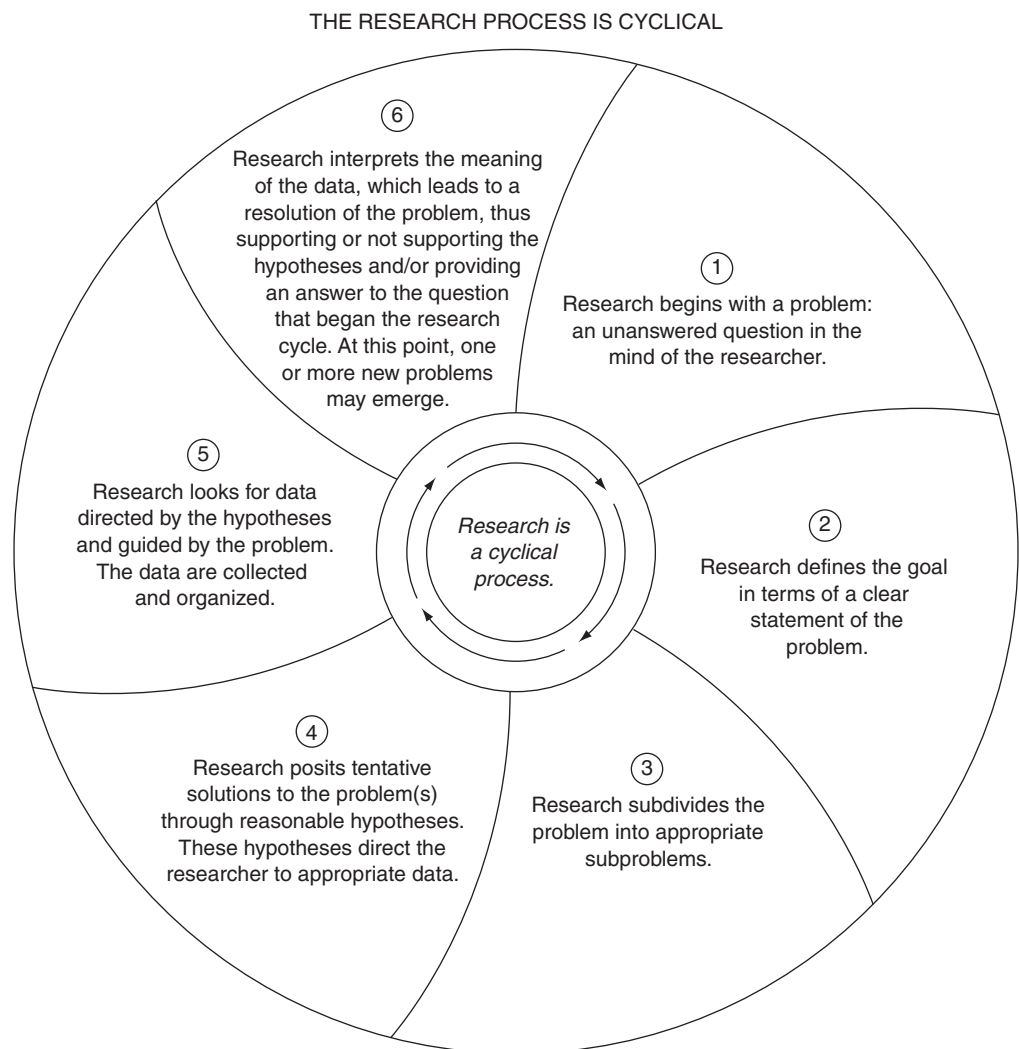 THE RESEARCH PROCESS IS CYCLICAL
1
Research begins with a problem:
an unanswered question in the
mind of the researcher.
2
Research defines the goal
in terms of a clear
statement of the
problem.
3
Research subdivides the
problem into appropriate
subproblems.
4
Research posits tentative
solutions to the problem(s)
through reasonable hypotheses.
These hypotheses direct the
researcher to appropriate data.
5
Research looks for data
directed by the hypotheses
and guided by the problem.
The data are collected
and organized.
6
Research interprets the meaning
of the data, which leads to a
resolution of the problem, thus
supporting or not supporting the
hypotheses and/or providing
an answer to the question
that began the research
cycle. At this point, one
or more new problems
may emerge.
Research is
a cyclical
process.